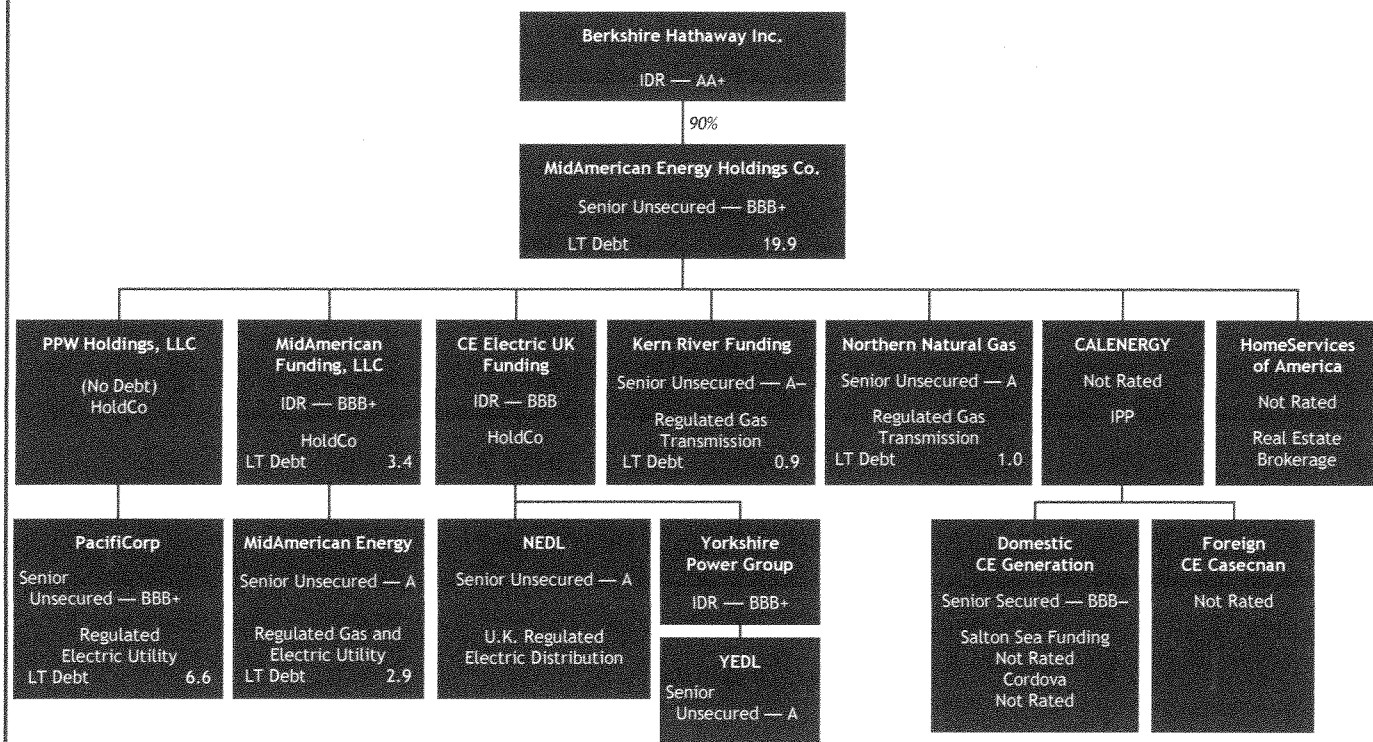 Berkshire Hathaway Inc.
IDR — AA+
90%
MidAmerican Energy Holdings Co.
Senior Unsecured — BBB+
LT Debt 19.9
PPW Holdings, LLC
(No Debt)
HoldCo
MidAmerican
Funding, LLC
IDR — BBB+
HoldCo
LT Debt 3.4
CE Electric UK
Funding
IDR — BBB
HoldCo
Kern River Funding
Senior Unsecured — A–
Regulated Gas
Transmission
LT Debt 0.9
Northern Natural Gas
Senior Unsecured — A
Regulated Gas
Transmission
LT Debt 1.0
CALENERGY
Not Rated
IPP
HomeServices
of America
Not Rated
Real Estate
Brokerage
PacifiCorp
Senior
Unsecured — BBB+
Regulated
Electric Utility
LT Debt 6.6
MidAmerican Energy
Senior Unsecured — A
Regulated Gas and
Electric Utility
LT Debt 2.9
NEDL
Senior Unsecured — A
U.K. Regulated
Electric Distribution
Yorkshire
Power Group
IDR — BBB+
YEDL
Senior
Unsecured — A
Domestic
CE Generation
Senior Secured — BBB–
Salton Sea Funding
Not Rated
Cordova
Not Rated
Foreign
CE Casecnan
Not Rated